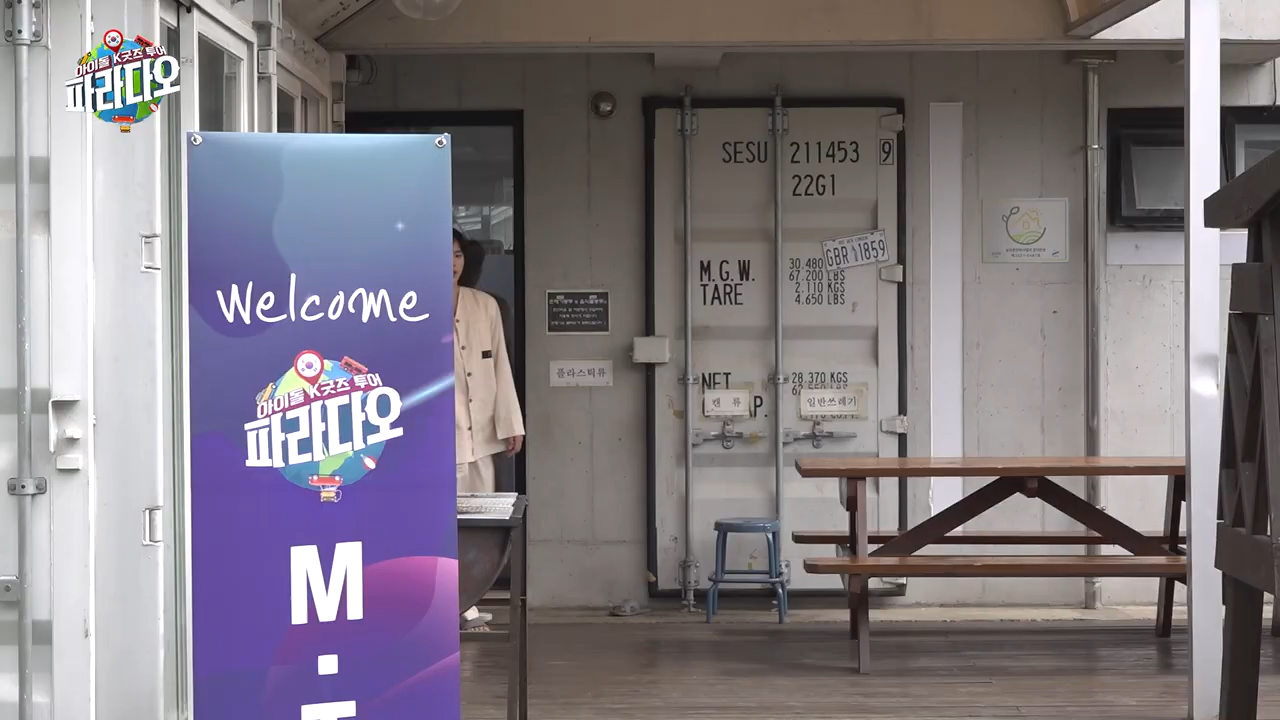 아이돌 K굿즈 투어
파라다오
Welcome
아이돌 K굿즈 투어
파라다오
M
.
T
SESU 211453 9
22G1
GBR 11859
M.G.W. 30.480
67.200 LBS
TARE 2.110 KGS
4.650 LBS
NET 28.370 KGS
캔류
일반쓰레기
플라스틱류